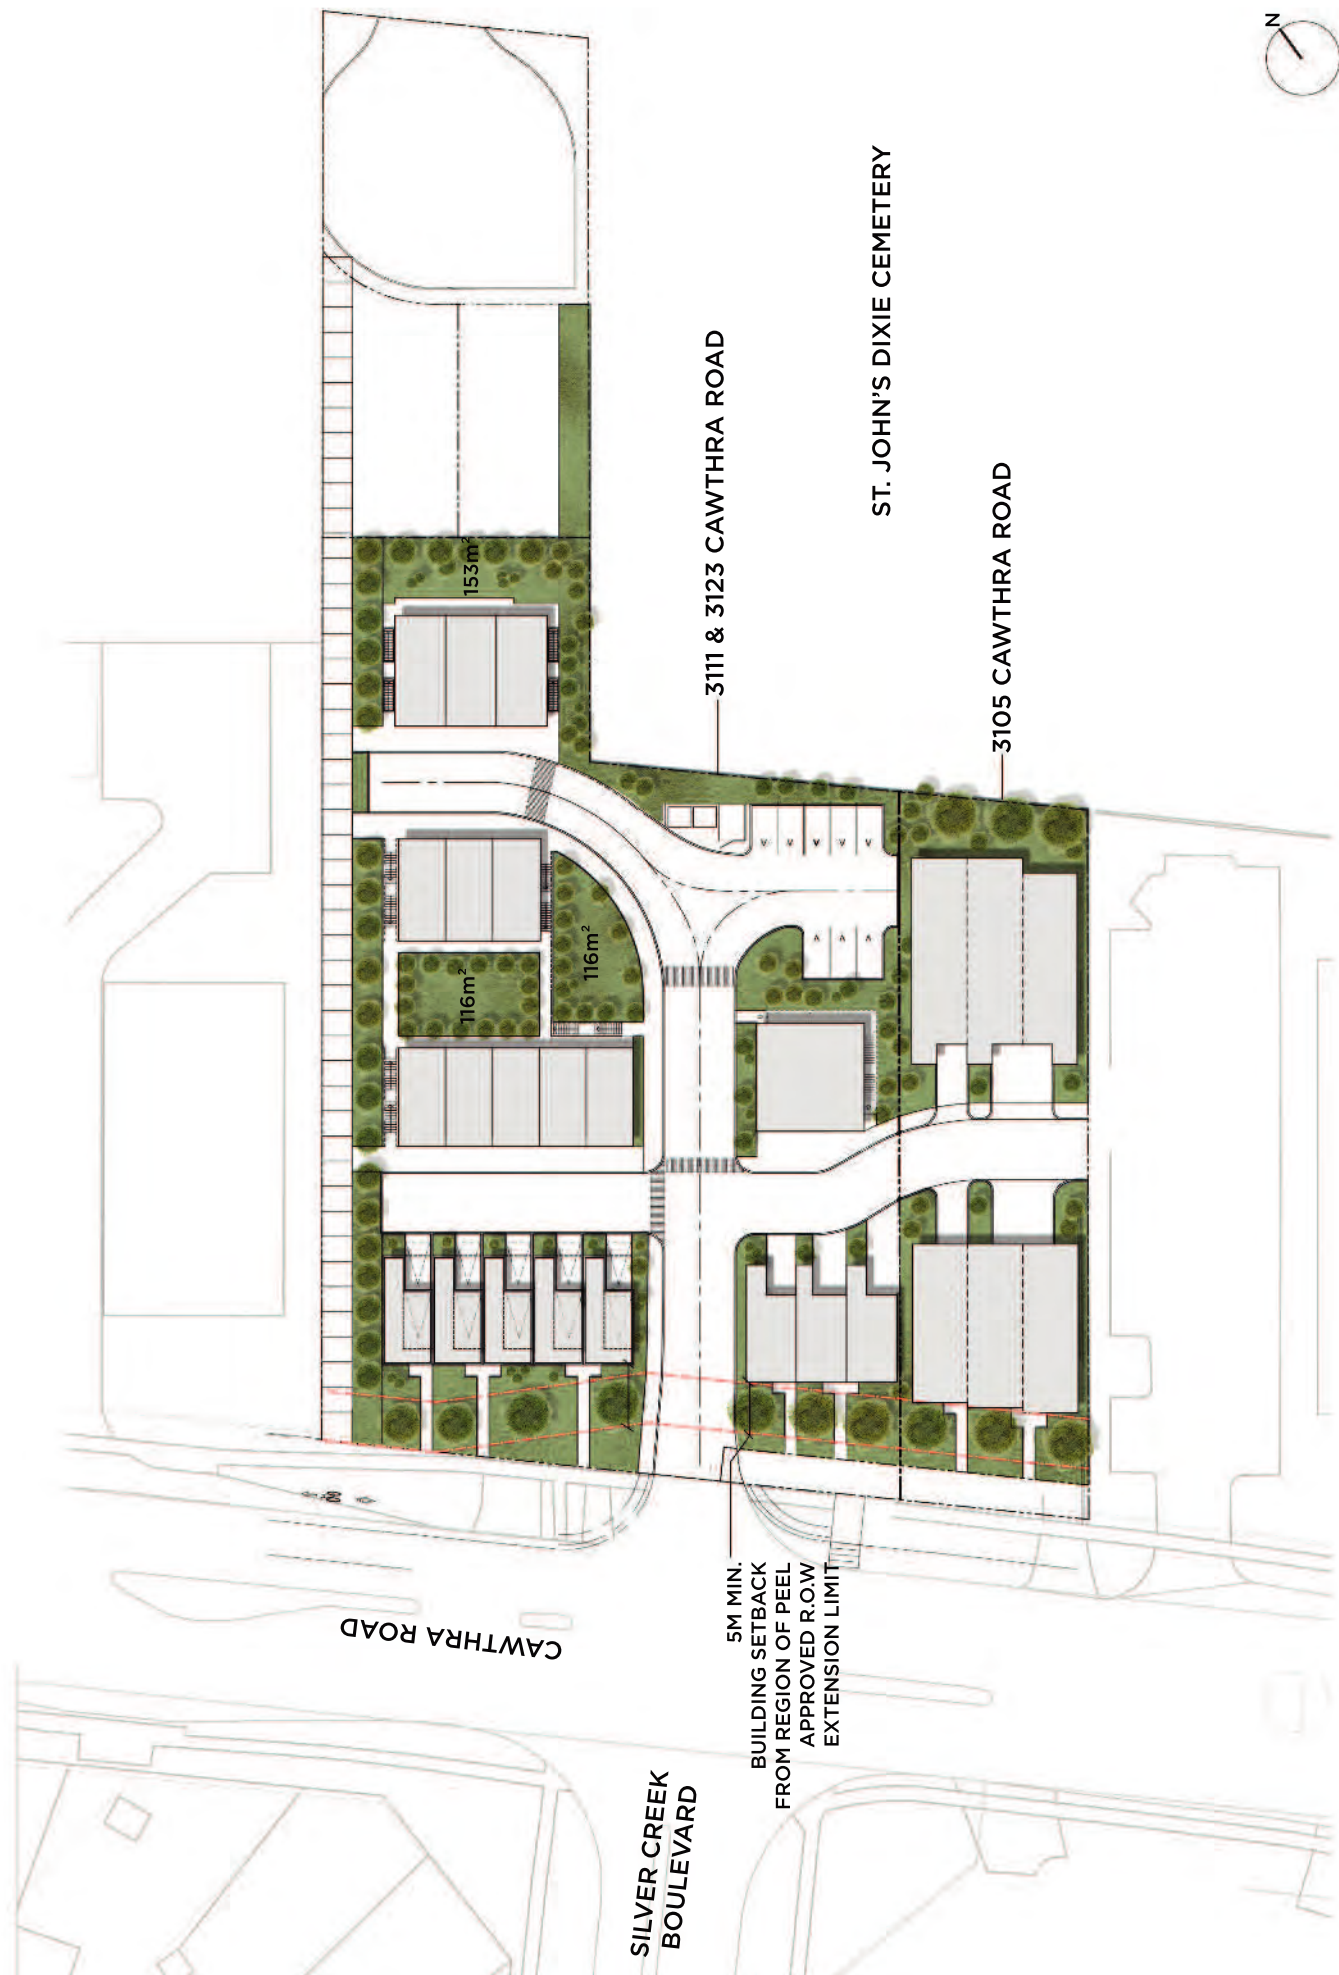 N
ST. JOHN'S DIXIE CEMETERY
3111 & 3123 CAWTHRA ROAD
3105 CAWTHRA ROAD
153m²
116m²
116m²
CAWTHRA ROAD
5M MIN.
BUILDING SETBACK
FROM REGION OF PEEL
APPROVED R.O.W
EXTENSION LIMIT
SILVER CREEK
BOULEVARD